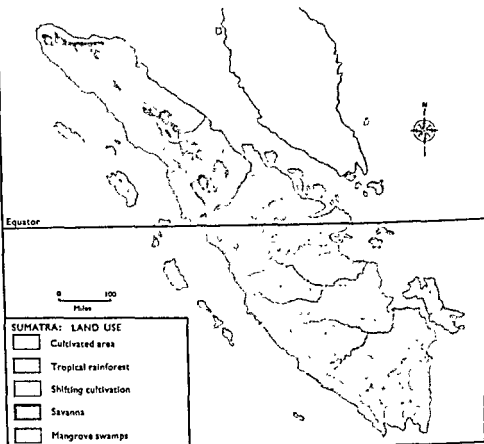 N
Equator
0 100
Miles
SUMATRA: LAND USE
Cultivated area
Tropical rainforest
Shifting cultivation
Savanna
Mangrove swamps